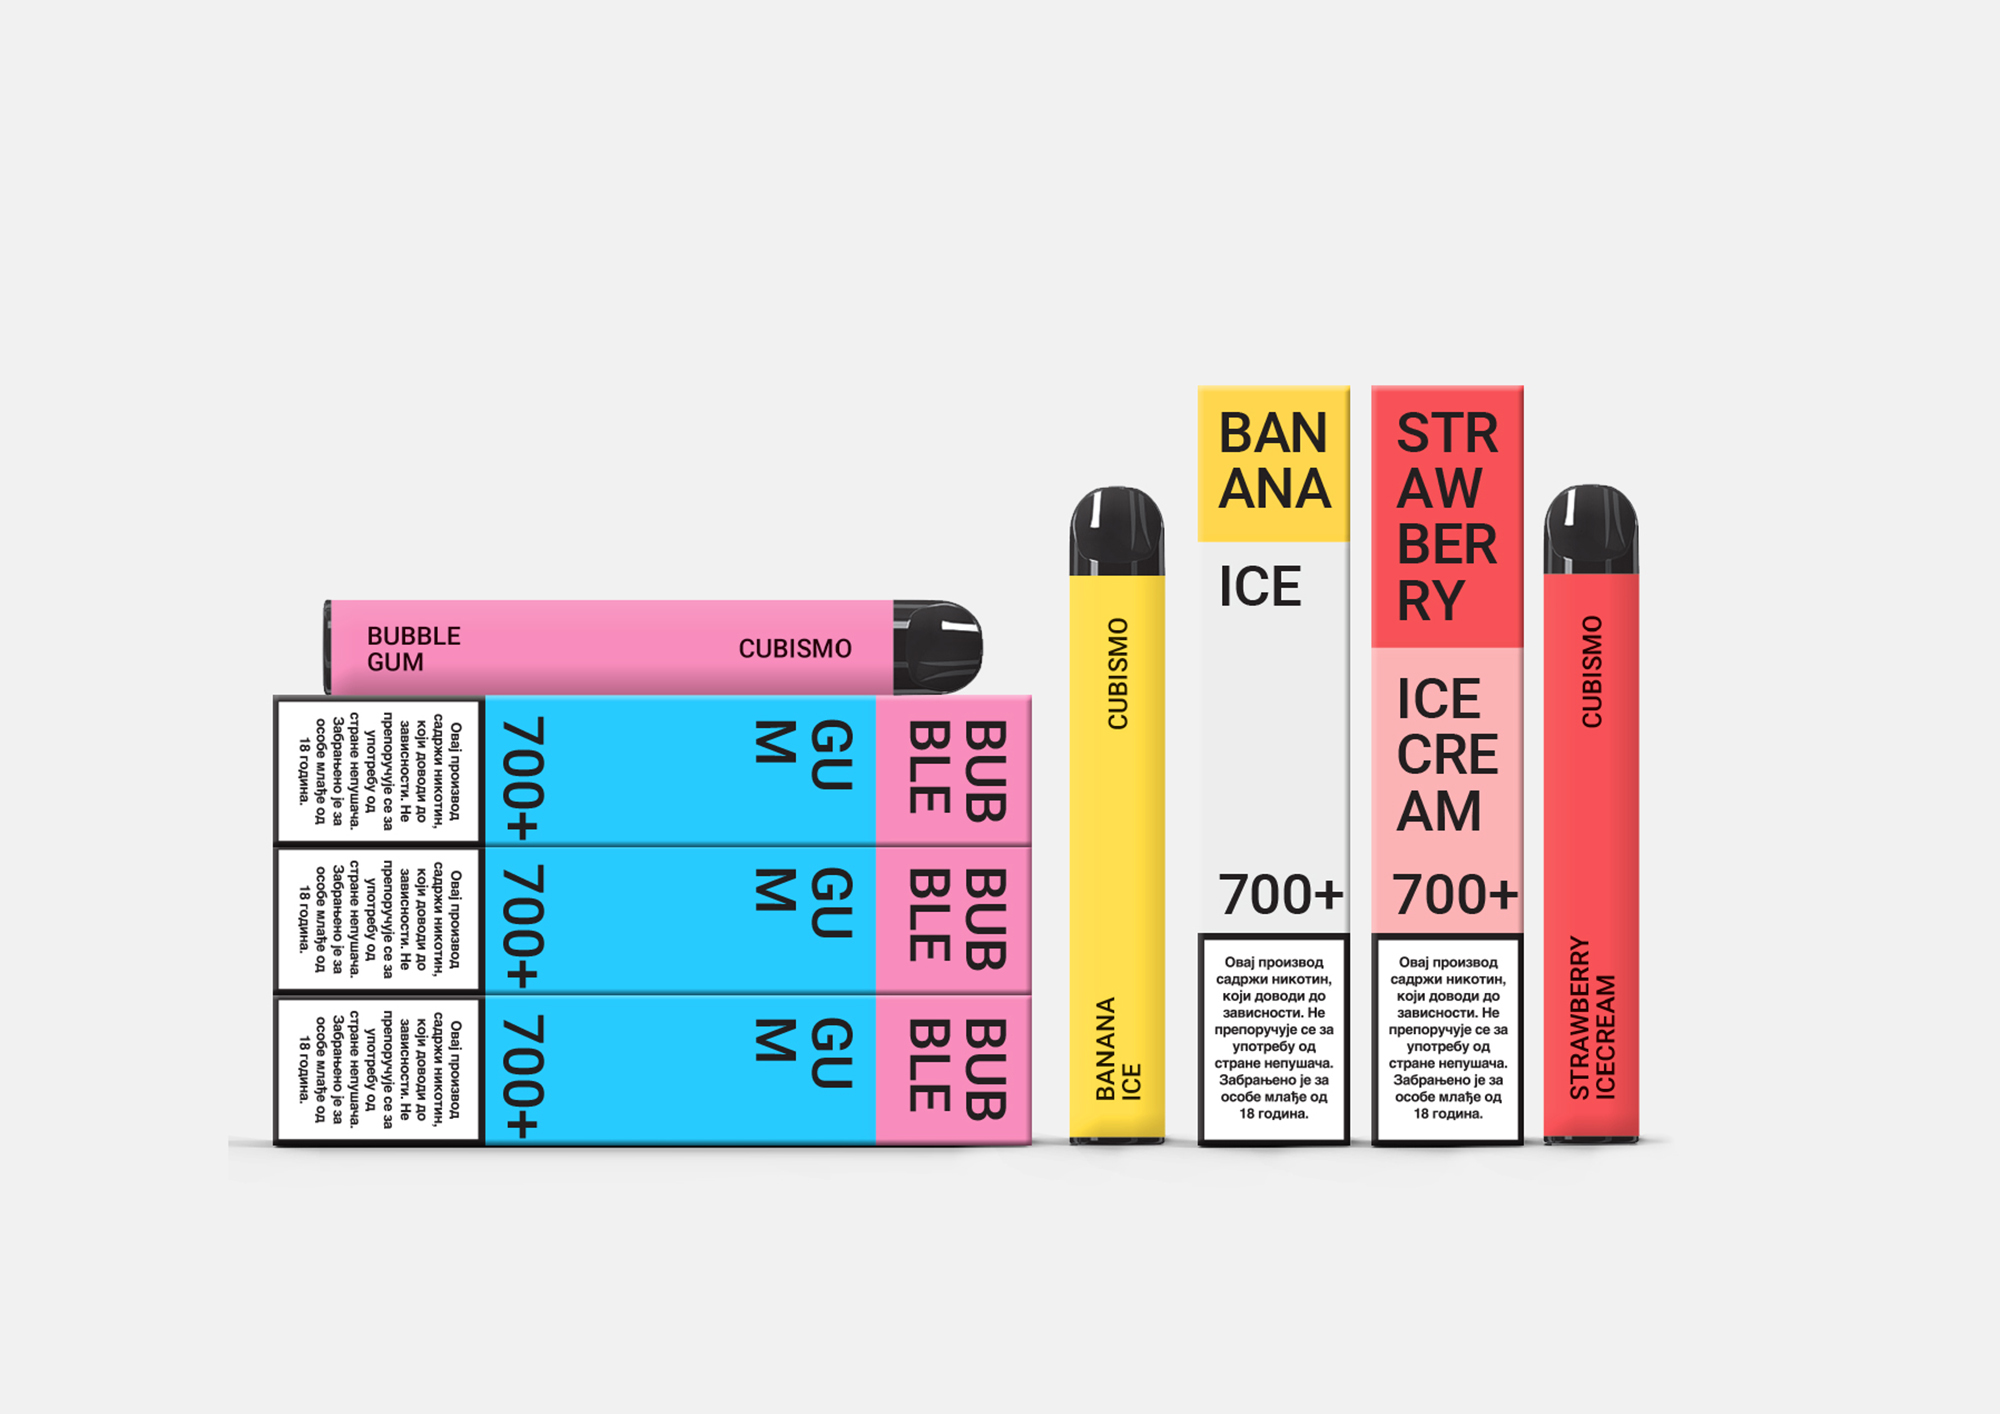 BUBBLE
GUM
CUBISMO
BUB
BLE
GU
M
700+
Овај производ
садржи никотин,
који доводи до
зависности. Не
препоручује се за
употребу од
стране непушача.
Забрањено је за
особе млађе од
18 година.
BUB
BLE
GU
M
700+
Овај производ
садржи никотин,
који доводи до
зависности. Не
препоручује се за
употребу од
стране непушача.
Забрањено је за
особе млађе од
18 година.
BUB
BLE
GU
M
700+
Овај производ
садржи никотин,
који доводи до
зависности. Не
препоручује се за
употребу од
стране непушача.
Забрањено је за
особе млађе од
18 година.
CUBISMO
BANANA
ICE
BAN
ANA
ICE
700+
Овај производ
садржи никотин,
који доводи до
зависности. Не
препоручује се за
употребу од
стране непушача.
Забрањено је за
особе млађе од
18 година.
STR
AW
BER
RY
ICE
CRE
AM
700+
Овај производ
садржи никотин,
који доводи до
зависности. Не
препоручује се за
употребу од
стране непушача.
Забрањено је за
особе млађе од
18 година.
CUBISMO
STRAWBERRY
ICECREAM